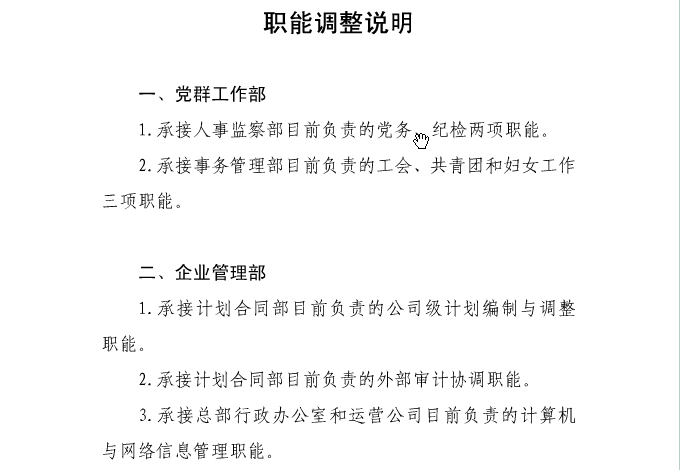 职能调整说明
一、党群工作部
1.承接人事监察部目前负责的党务、纪检两项职能。
2.承接事务管理部目前负责的工会、共青团和妇女工作
三项职能。
二、企业管理部
1.承接计划合同部目前负责的公司级计划编制与调整
职能。
2.承接计划合同部目前负责的外部审计协调职能。
3.承接总部行政办公室和运营公司目前负责的计算机
与网络信息管理职能。